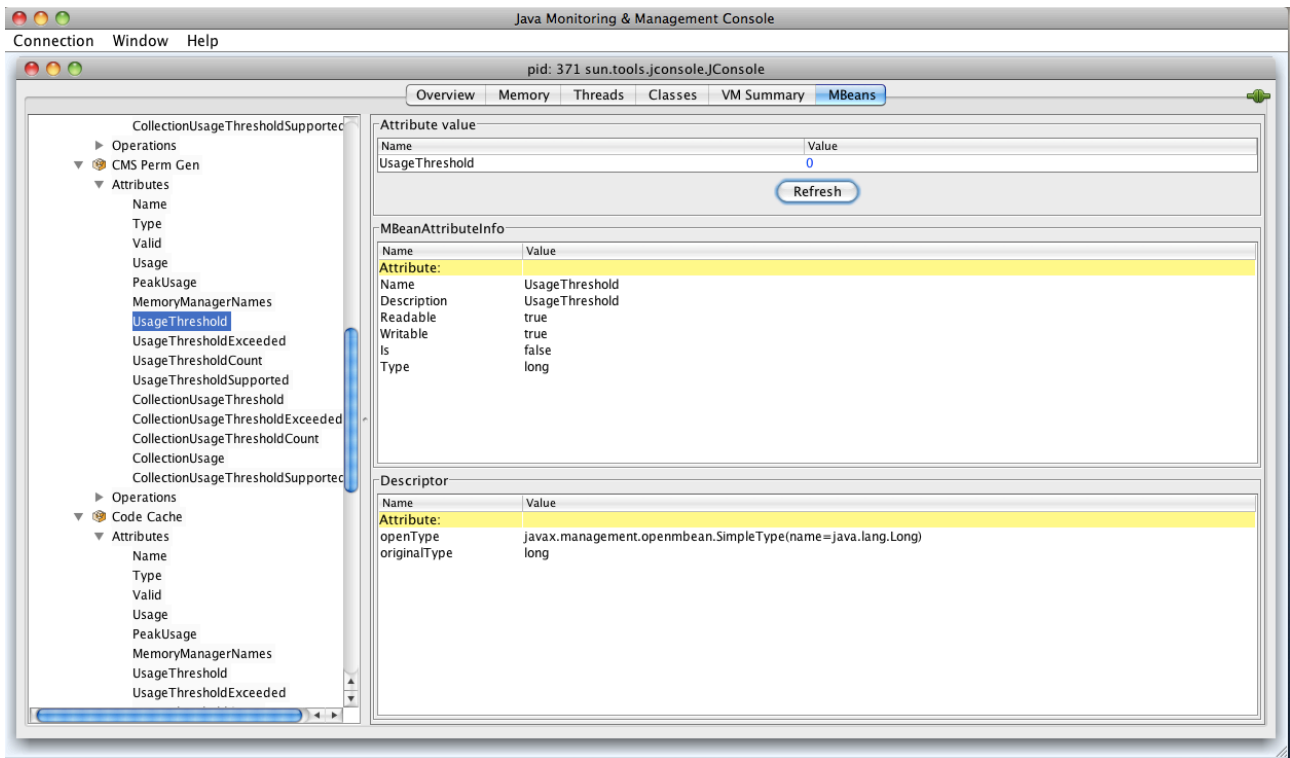 Java Monitoring & Management Console
Connection Window Help
pid: 371 sun.tools.jconsole.JConsole
Overview Memory Threads Classes VM Summary MBeans
CollectionUsageThresholdSupported
Operations
CMS Perm Gen
Attributes
Name
Type
Valid
Usage
PeakUsage
MemoryManagerNames
UsageThreshold
UsageThresholdExceeded
UsageThresholdCount
UsageThresholdSupported
CollectionUsageThreshold
CollectionUsageThresholdExceeded
CollectionUsageThresholdCount
CollectionUsage
CollectionUsageThresholdSupported
Operations
Code Cache
Attributes
Name
Type
Valid
Usage
PeakUsage
MemoryManagerNames
UsageThreshold
UsageThresholdExceeded
Attribute value
Name Value
UsageThreshold 0
Refresh
MBeanAttributeInfo
Name Value
Attribute:
Name UsageThreshold
Description UsageThreshold
Readable true
Writable true
Is false
Type long
Descriptor
Name Value
Attribute:
openType javax.management.openmbean.SimpleType(name=java.lang.Long)
originalType long